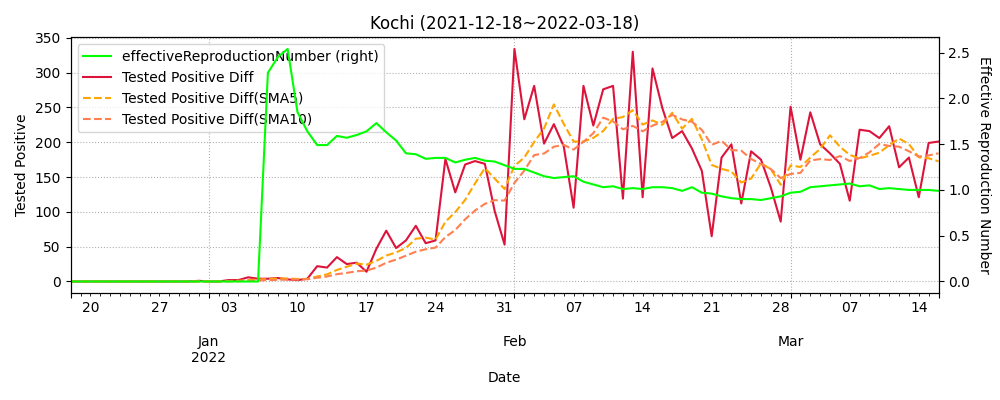 Kochi (2021-12-18~2022-03-18)
effectiveReproductionNumber (right)
Tested Positive Diff
Tested Positive Diff(SMA5)
Tested Positive Diff(SMA10)
Tested Positive
350
300
250
200
150
100
50
0
Effective Reproduction Number
2.5
2.0
1.5
1.0
0.5
0.0
20 27 03 10 17 24 31 07 14 21 28 07 14
Jan Feb Mar
2022
Date